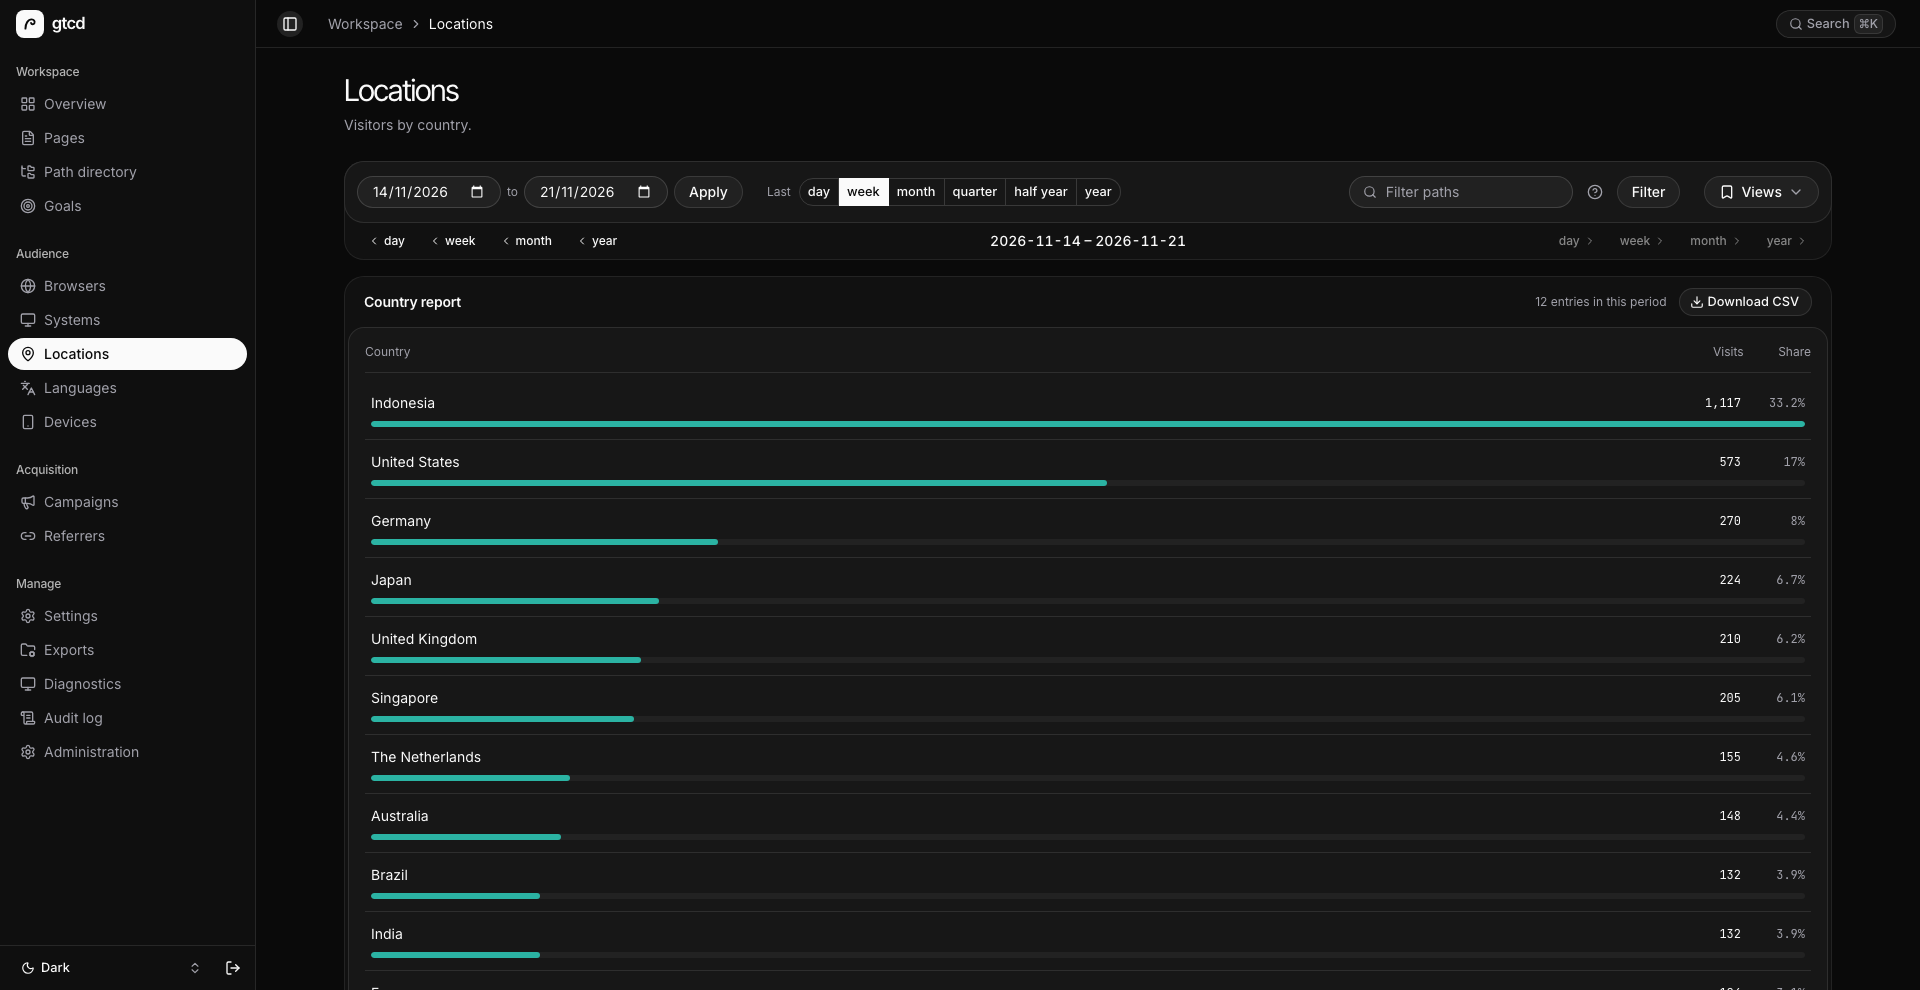 gtcd
Workspace
Overview
Pages
Path directory
Goals
Audience
Browsers
Systems
Locations
Languages
Devices
Acquisition
Campaigns
Referrers
Manage
Settings
Exports
Diagnostics
Audit log
Administration
Dark
Workspace > Locations
Search ⌘K
Locations
Visitors by country.
14/11/2026 to 21/11/2026 Apply Last day week month quarter half year year Filter paths Filter Views
day week month year 2026-11-14 – 2026-11-21 day week month year
Country report 12 entries in this period Download CSV
Country Visits Share
Indonesia 1,117 33.2%
United States 573 17%
Germany 270 8%
Japan 224 6.7%
United Kingdom 210 6.2%
Singapore 205 6.1%
The Netherlands 155 4.6%
Australia 148 4.4%
Brazil 132 3.9%
India 132 3.9%